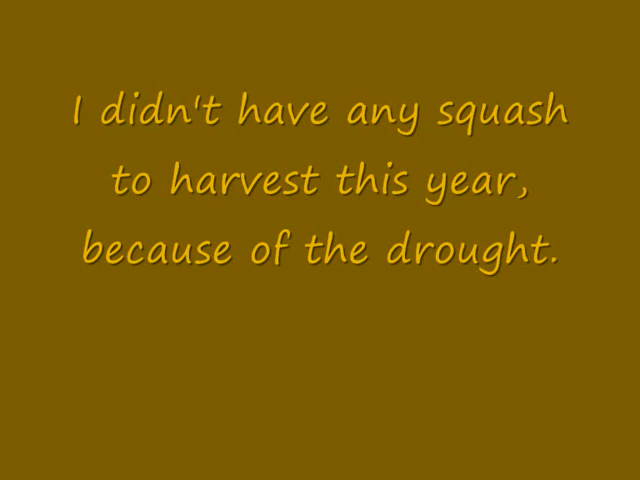 I didn't have any squash
to harvest this year,
because of the drought.